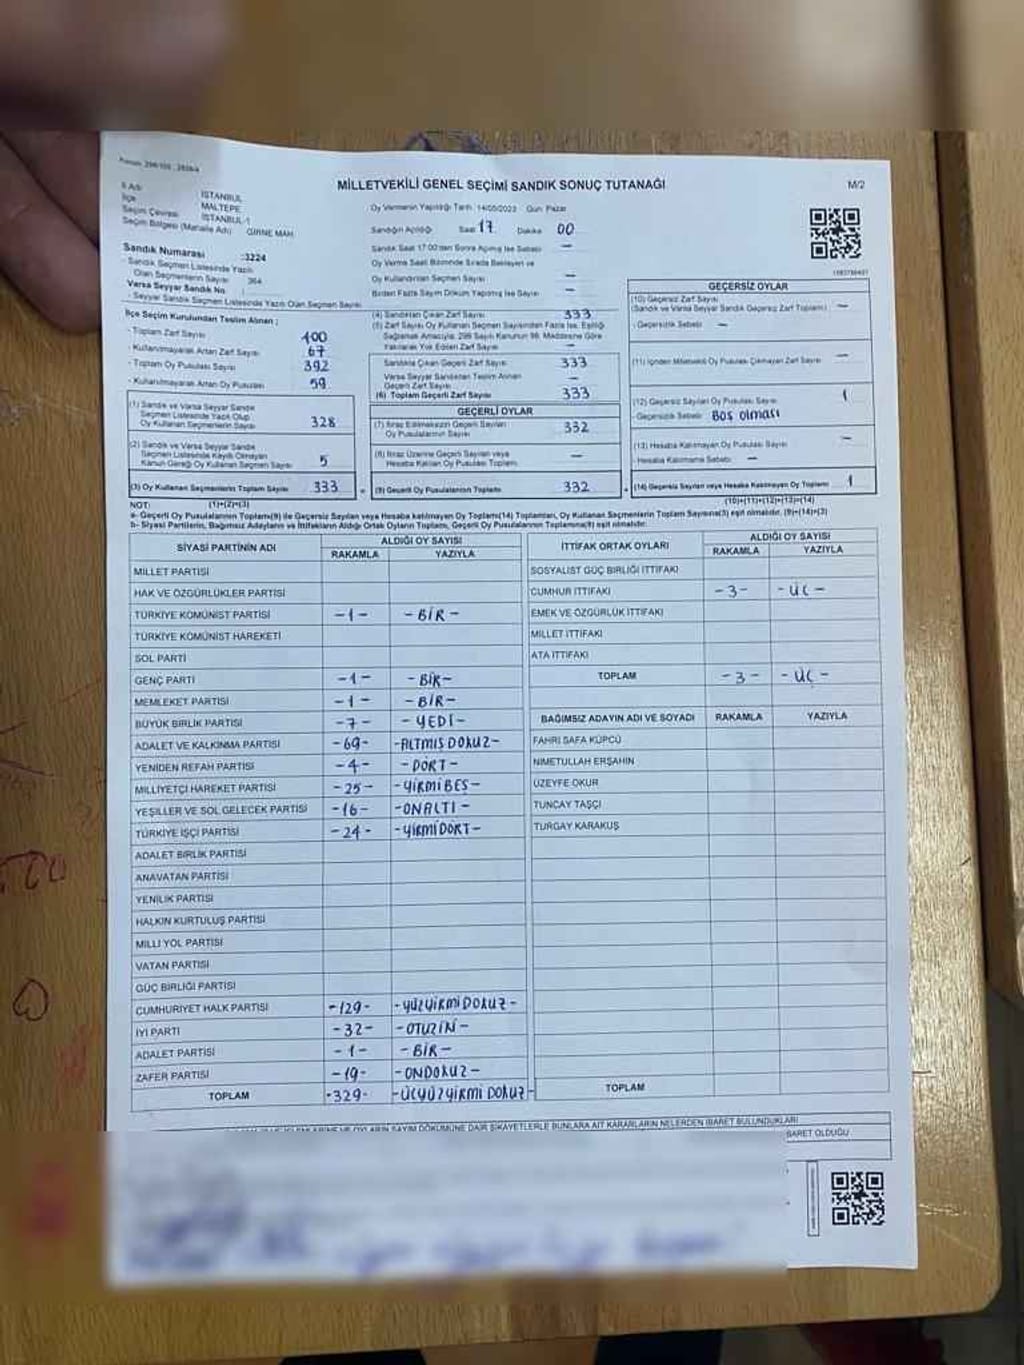 MİLLETVEKİLİ GENEL SEÇİMİ SANDIK SONUÇ TUTANAĞI
M/2
İl Adı İSTANBUL
İlçe MALTEPE
Seçim Çevresi İSTANBUL-1
Seçim Bölgesi (Mahalle Adı) GİRNE MAH.
Oy Vermenin Yapıldığı Tarih 14/05/2023 Gün Pazar
Sandığın Açıldığı Saat 17 Dakika 00
Sandık Saat 17:00'den Sonra Açılmış İse Sebebi —
Oy Verme Saati Bitiminde Sırada Bekleyen ve
Oy Kullandırılan Seçmen Sayısı —
Birden Fazla Sayım Döküm Yapılmış İse Sayısı —
Sandık Numarası :3224
- Sandık Seçmen Listesinde Yazılı
Olan Seçmenlerin Sayısı 364
Varsa Seyyar Sandık No :
- Seyyar Sandık Seçmen Listesinde Yazılı Olan Seçmen Sayısı
İlçe Seçim Kurulundan Teslim Alınan ;
- Toplam Zarf Sayısı 400
- Kullanılmayarak Artan Zarf Sayısı 67
- Toplam Oy Pusulası Sayısı 392
- Kullanılmayarak Artan Oy Pusulası 59
(1) Sandık ve Varsa Seyyar Sandık
Seçmen Listesinde Yazılı Olup
Oy Kullanan Seçmenlerin Sayısı 328
(2) Sandık ve Varsa Seyyar Sandık
Seçmen Listesinde Kayıtlı Olmayan
Kanun Gereği Oy Kullanan Seçmen Sayısı 5
(3) Oy Kullanan Seçmenlerin Toplam Sayısı 333
(1)+(2)=(3)
(4) Sandıktan Çıkan Zarf Sayısı 333
(5) Zarf Sayısı Oy Kullanan Seçmen Sayısından Fazla İse, Eşitliği
Sağlamak Amacıyla; 298 Sayılı Kanunun 98. Maddesine Göre
Yakılarak Yok Edilen Zarf Sayısı —
Sandıkta Çıkan Geçerli Zarf Sayısı 333
Varsa Seyyar Sandıktan Teslim Alınan
Geçerli Zarf Sayısı —
(6) Toplam Geçerli Zarf Sayısı 333
GEÇERLİ OYLAR
(7) İtiraz Edilmeksizin Geçerli Sayılan
Oy Pusulalarının Sayısı 332
(8) İtiraz Üzerine Geçerli Sayılan veya
Hesaba Katılan Oy Pusulası Toplamı —
(9) Geçerli Oy Pusulalarının Toplamı 332
GEÇERSİZ OYLAR
(10) Geçersiz Zarf Sayısı
(Sandık ve Varsa Seyyar Sandık Geçersiz Zarf Toplamı) —
- Geçersizlik Sebebi —
(11) İçinden Milletvekili Oy Pusulası Çıkmayan Zarf Sayısı —
(12) Geçersiz Sayılan Oy Pusulası Sayısı 1
- Geçersizlik Sebebi BOŞ OLMASI
(13) Hesaba Katılmayan Oy Pusulası Sayısı —
- Hesaba Katılmama Sebebi —
(14) Geçersiz Sayılan veya Hesaba Katılmayan Oy Toplamı 1
(10)+(11)+(12)+(13)=(14)
NOT:
a- Geçerli Oy Pusulalarının Toplamı(9) ile Geçersiz Sayılan veya Hesaba katılmayan Oy Toplamı(14) Toplamları, Oy Kullanan Seçmenlerin Toplam Sayısına(3) eşit olmalıdır. (9)+(14)=(3)
b- Siyasi Partilerin, Bağımsız Adayların ve İttifakların Aldığı Ortak Oyların Toplamı, Geçerli Oy Pusulalarının Toplamına(9) eşit olmalıdır.
SİYASİ PARTİNİN ADI ALDIĞI OY SAYISI
RAKAMLA YAZIYLA
MİLLET PARTİSİ
HAK VE ÖZGÜRLÜKLER PARTİSİ
TÜRKİYE KOMÜNİST PARTİSİ -1- -BİR-
TÜRKİYE KOMÜNİST HAREKETİ
SOL PARTİ
GENÇ PARTİ -1- -BİR-
MEMLEKET PARTİSİ -1- -BİR-
BÜYÜK BİRLİK PARTİSİ -7- -YEDİ-
ADALET VE KALKINMA PARTİSİ -69- -ALTMIŞ DOKUZ-
YENİDEN REFAH PARTİSİ -4- -DÖRT-
MİLLİYETÇİ HAREKET PARTİSİ -25- -YİRMİBEŞ-
YEŞİLLER VE SOL GELECEK PARTİSİ -16- -ONALTI-
TÜRKİYE İŞÇİ PARTİSİ -24- -YİRMİDÖRT-
ADALET BİRLİK PARTİSİ
ANAVATAN PARTİSİ
YENİLİK PARTİSİ
HALKIN KURTULUŞ PARTİSİ
MİLLİ YOL PARTİSİ
VATAN PARTİSİ
GÜÇ BİRLİĞİ PARTİSİ
CUMHURİYET HALK PARTİSİ -129- -YÜZYİRMİDOKUZ-
İYİ PARTİ -32- -OTUZİKİ-
ADALET PARTİSİ -1- -BİR-
ZAFER PARTİSİ -19- -ONDOKUZ-
TOPLAM -329- -ÜÇYÜZYİRMİ DOKUZ-
İTTİFAK ORTAK OYLARI ALDIĞI OY SAYISI
RAKAMLA YAZIYLA
SOSYALİST GÜÇ BİRLİĞİ İTTİFAKI
CUMHUR İTTİFAKI -3- -ÜÇ-
EMEK VE ÖZGÜRLÜK İTTİFAKI
MİLLET İTTİFAKI
ATA İTTİFAKI
TOPLAM -3- -ÜÇ-
BAĞIMSIZ ADAYIN ADI VE SOYADI RAKAMLA YAZIYLA
FAHRİ SAFA KÜPCÜ
NİMETULLAH ERŞAHİN
ÜZEYFE OKUR
TUNCAY TAŞÇI
TURGAY KARAKUŞ
TOPLAM
OYLARIN SAYIM DÖKÜMÜNE DAİR ŞİKAYETLERLE BUNLARA AİT KARARLARIN NELERDEN İBARET BULUNDUKLARI
İBARET OLDUĞU